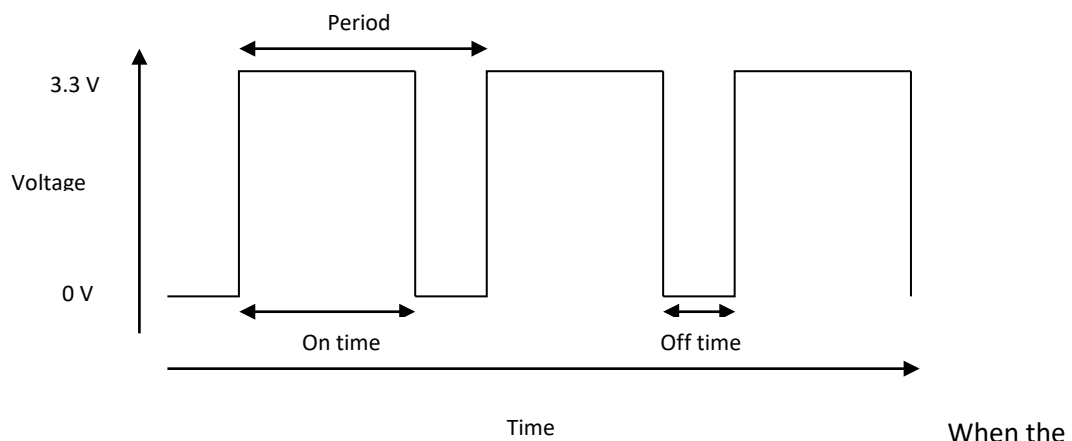 Period
3.3 V
Voltage
0 V
On time Off time
Time
When the